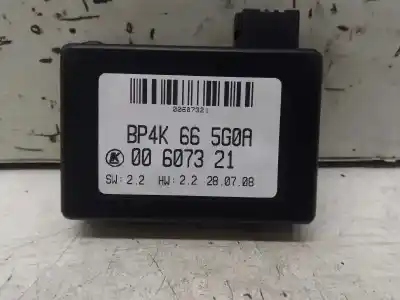 00607321
BP4K 66 5G0A
K 00 6073 21
SW: 2.2 HW: 2.2 28.07.08